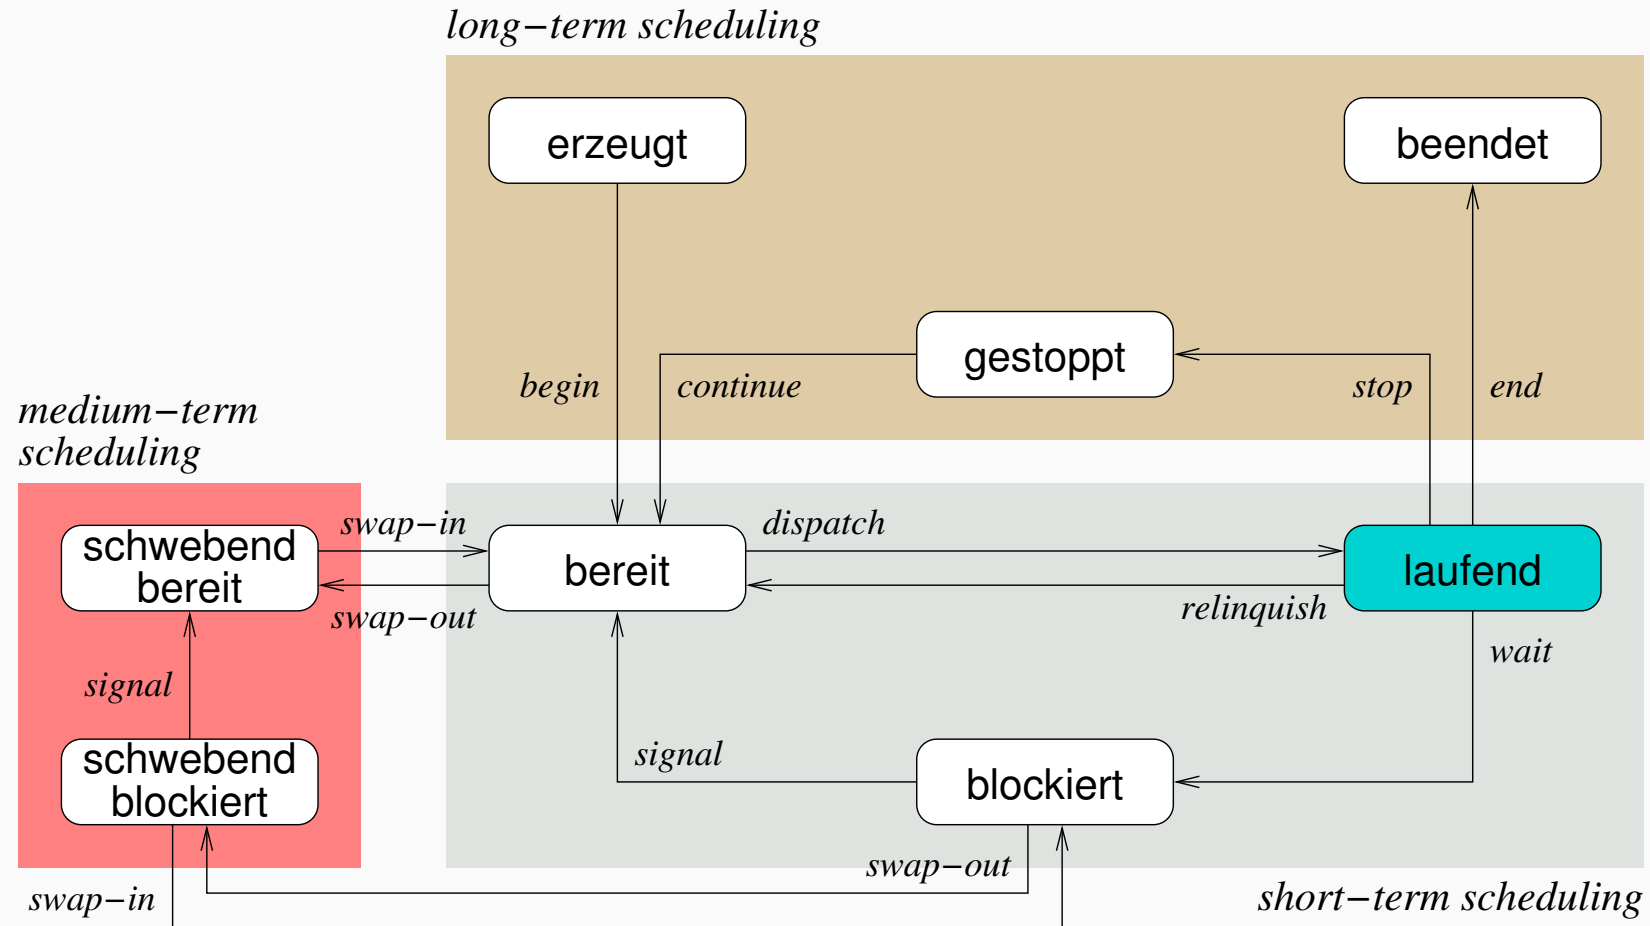 long−term scheduling
erzeugt
beendet
gestoppt
begin
continue
stop
end
medium−term
scheduling
swap−in
dispatch
schwebend
bereit
bereit
laufend
swap−out
relinquish
wait
signal
signal
schwebend
blockiert
blockiert
swap−out
swap−in
short−term scheduling